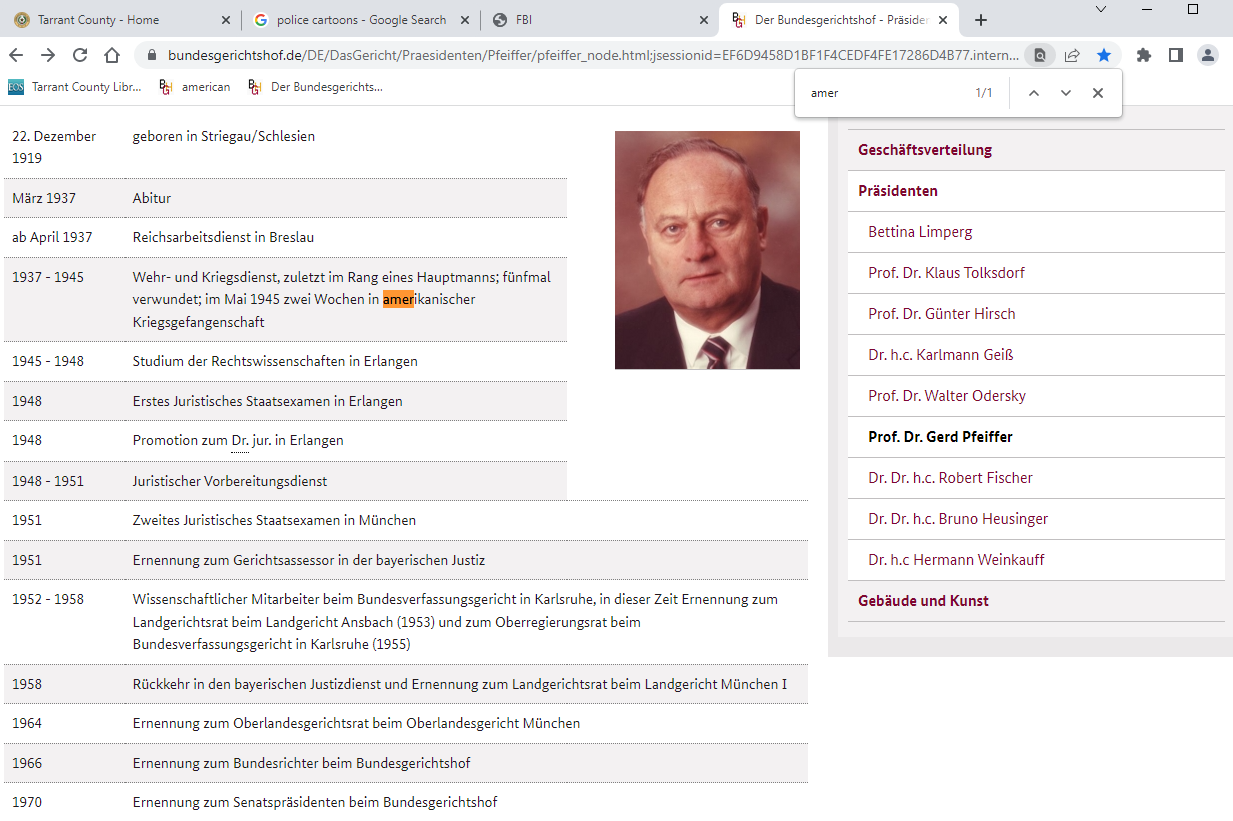 Tarrant County - Home
police cartoons - Google Search
FBI
Der Bundesgerichtshof - Präsider
bundesgerichtshof.de/DE/DasGericht/Praesidenten/Pfeiffer/pfeiffer_node.html;jsessionid=EF6D9458D1BF1F4CEDF4FE17286D4B77.intern...
EOS Tarrant County Libr...
american
Der Bundesgerichts...
amer 1/1
22. Dezember 1919 geboren in Striegau/Schlesien
März 1937 Abitur
ab April 1937 Reichsarbeitsdienst in Breslau
1937 - 1945 Wehr- und Kriegsdienst, zuletzt im Rang eines Hauptmanns; fünfmal
verwundet; im Mai 1945 zwei Wochen in amerikanischer
Kriegsgefangenschaft
1945 - 1948 Studium der Rechtswissenschaften in Erlangen
1948 Erstes Juristisches Staatsexamen in Erlangen
1948 Promotion zum Dr. jur. in Erlangen
1948 - 1951 Juristischer Vorbereitungsdienst
1951 Zweites Juristisches Staatsexamen in München
1951 Ernennung zum Gerichtsassessor in der bayerischen Justiz
1952 - 1958 Wissenschaftlicher Mitarbeiter beim Bundesverfassungsgericht in Karlsruhe, in dieser Zeit Ernennung zum
Landgerichtsrat beim Landgericht Ansbach (1953) und zum Oberregierungsrat beim
Bundesverfassungsgericht in Karlsruhe (1955)
1958 Rückkehr in den bayerischen Justizdienst und Ernennung zum Landgerichtsrat beim Landgericht München I
1964 Ernennung zum Oberlandesgerichtsrat beim Oberlandesgericht München
1966 Ernennung zum Bundesrichter beim Bundesgerichtshof
1970 Ernennung zum Senatspräsidenten beim Bundesgerichtshof
Geschäftsverteilung
Präsidenten
Bettina Limperg
Prof. Dr. Klaus Tolksdorf
Prof. Dr. Günter Hirsch
Dr. h.c. Karlmann Geiß
Prof. Dr. Walter Odersky
Prof. Dr. Gerd Pfeiffer
Dr. Dr. h.c. Robert Fischer
Dr. Dr. h.c. Bruno Heusinger
Dr. h.c Hermann Weinkauff
Gebäude und Kunst